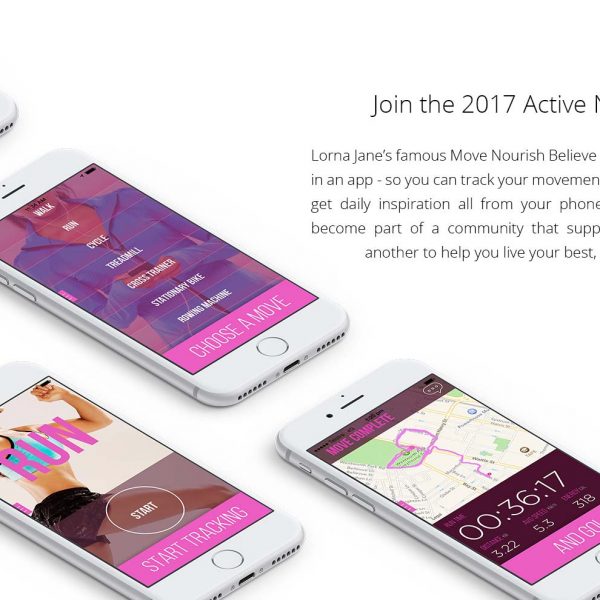 Join the 2017 Active N
Lorna Jane's famous Move Nourish Believe
in an app - so you can track your movemen
get daily inspiration all from your phone
become part of a community that supp
another to help you live your best,
WALK
RUN
CYCLE
TREADMILL
CROSS TRAINER
STATIONARY BIKE
ROWING MACHINE
CHOOSE A MOVE
RUN
START
START TRACKING
MOVE COMPLETE
00:36:17
RUN TIME
3.22
5.3
318
AND GO